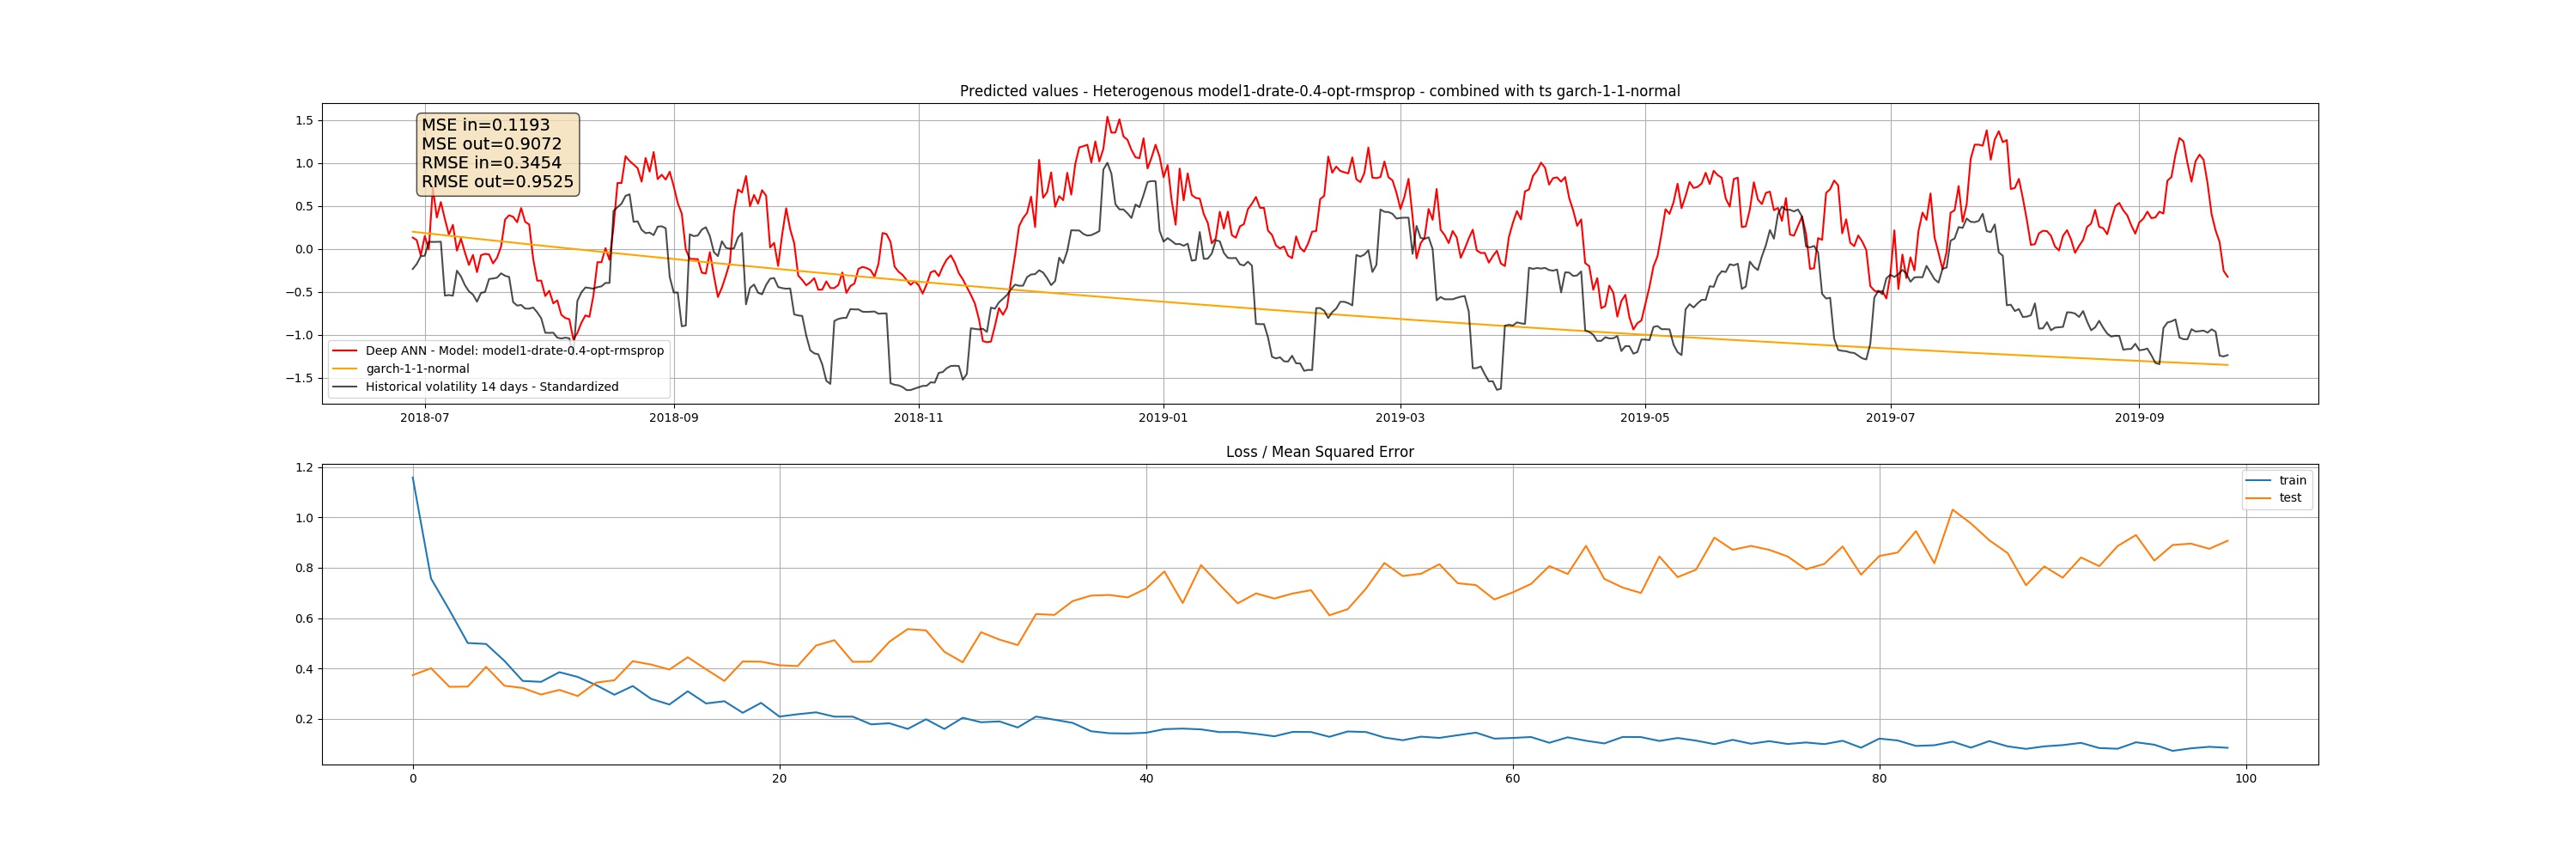 Predicted values - Heterogenous model1-drate-0.4-opt-rmsprop - combined with ts garch-1-1-normal
1.5
1.0
0.5
0.0
−0.5
−1.0
−1.5
MSE in=0.1193
MSE out=0.9072
RMSE in=0.3454
RMSE out=0.9525
Deep ANN - Model: model1-drate-0.4-opt-rmsprop
garch-1-1-normal
Historical volatility 14 days - Standardized
2018-07 2018-09 2018-11 2019-01 2019-03 2019-05 2019-07 2019-09
Loss / Mean Squared Error
1.2
1.0
0.8
0.6
0.4
0.2
train
test
0 20 40 60 80 100